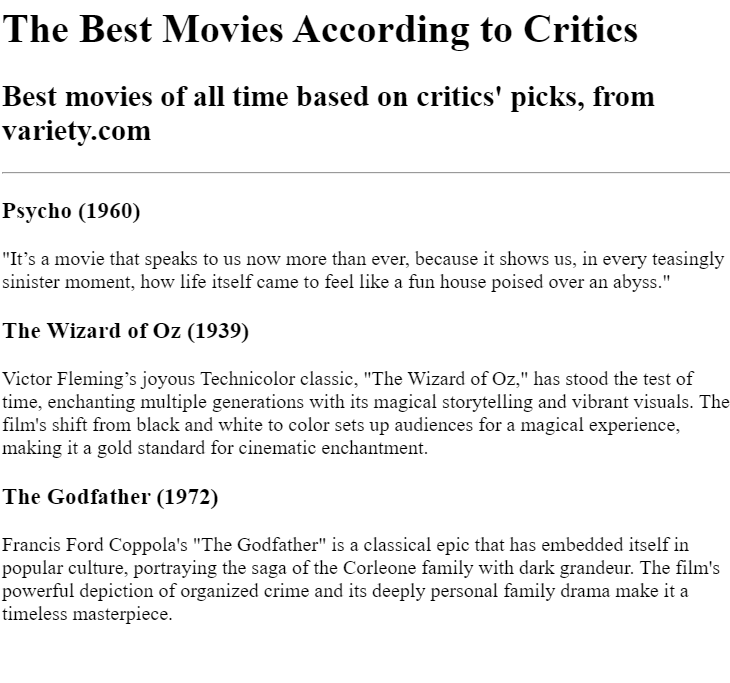 The Best Movies According to Critics
Best movies of all time based on critics' picks, from
variety.com
Psycho (1960)
"It’s a movie that speaks to us now more than ever, because it shows us, in every teasingly
sinister moment, how life itself came to feel like a fun house poised over an abyss."
The Wizard of Oz (1939)
Victor Fleming’s joyous Technicolor classic, "The Wizard of Oz," has stood the test of
time, enchanting multiple generations with its magical storytelling and vibrant visuals. The
film's shift from black and white to color sets up audiences for a magical experience,
making it a gold standard for cinematic enchantment.
The Godfather (1972)
Francis Ford Coppola's "The Godfather" is a classical epic that has embedded itself in
popular culture, portraying the saga of the Corleone family with dark grandeur. The film's
powerful depiction of organized crime and its deeply personal family drama make it a
timeless masterpiece.